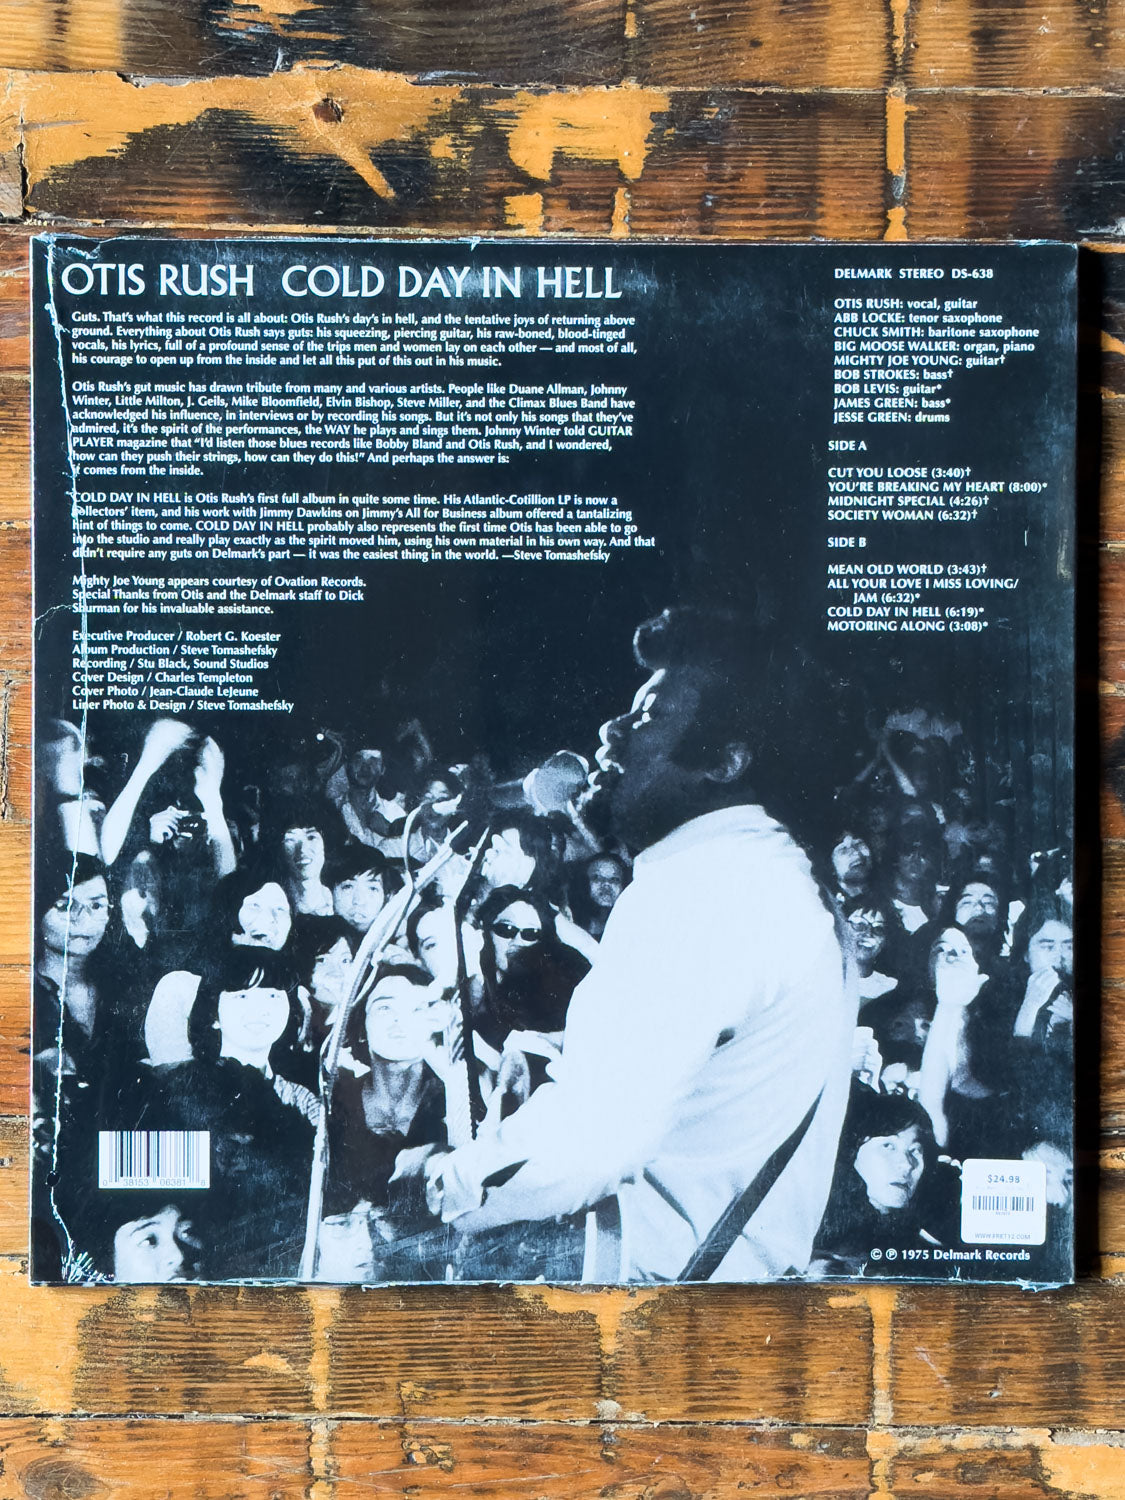 OTIS RUSH COLD DAY IN HELL
Guts. That's what this record is all about: Otis Rush's day's in hell, and the tentative joys of returning above
ground. Everything about Otis Rush says guts: his squeezing, piercing guitar, his raw-boned, blood-tinged
vocals, his lyrics, full of a profound sense of the trips men and women lay on each other — and most of all,
his courage to open up from the inside and let all this put of this out in his music.
Otis Rush's gut music has drawn tribute from many and various artists. People like Duane Allman, Johnny
Winter, Little Milton, J. Geils, Mike Bloomfield, Elvin Bishop, Steve Miller, and the Climax Blues Band have
acknowledged his influence, in interviews or by recording his songs. But it's not only his songs that they've
admired, it's the spirit of the performances, the WAY he plays and sings them. Johnny Winter told GUITAR
PLAYER magazine that "I'd listen those blues records like Bobby Bland and Otis Rush, and I wondered,
how can they push their strings, how can they do this!" And perhaps the answer is:
it comes from the inside.
COLD DAY IN HELL is Otis Rush's first full album in quite some time. His Atlantic-Cotillion LP is now a
collectors' item, and his work with Jimmy Dawkins on Jimmy's All for Business album offered a tantalizing
hint of things to come. COLD DAY IN HELL probably also represents the first time Otis has been able to go
into the studio and really play exactly as the spirit moved him, using his own material in his own way. And that
didn't require any guts on Delmark's part — it was the easiest thing in the world. —Steve Tomashefsky
Mighty Joe Young appears courtesy of Ovation Records.
Special Thanks from Otis and the Delmark staff to Dick
Shurman for his invaluable assistance.
Executive Producer / Robert G. Koester
Album Production / Steve Tomashefsky
Recording / Stu Black, Sound Studios
Cover Design / Charles Templeton
Cover Photo / Jean-Claude LeJeune
Liner Photo & Design / Steve Tomashefsky
DELMARK STEREO DS-638
OTIS RUSH: vocal, guitar
ABB LOCKE: tenor saxophone
CHUCK SMITH: baritone saxophone
BIG MOOSE WALKER: organ, piano
MIGHTY JOE YOUNG: guitar†
BOB STROKES: bass†
BOB LEVIS: guitar*
JAMES GREEN: bass*
JESSE GREEN: drums
SIDE A
CUT YOU LOOSE (3:40)†
YOU'RE BREAKING MY HEART (8:00)*
MIDNIGHT SPECIAL (4:26)†
SOCIETY WOMAN (6:32)†
SIDE B
MEAN OLD WORLD (3:43)†
ALL YOUR LOVE I MISS LOVING/
JAM (6:32)*
COLD DAY IN HELL (6:19)*
MOTORING ALONG (3:08)*
0 38153 06381 6
$24.98
WWW.FRET12.COM
© ℗ 1975 Delmark Records